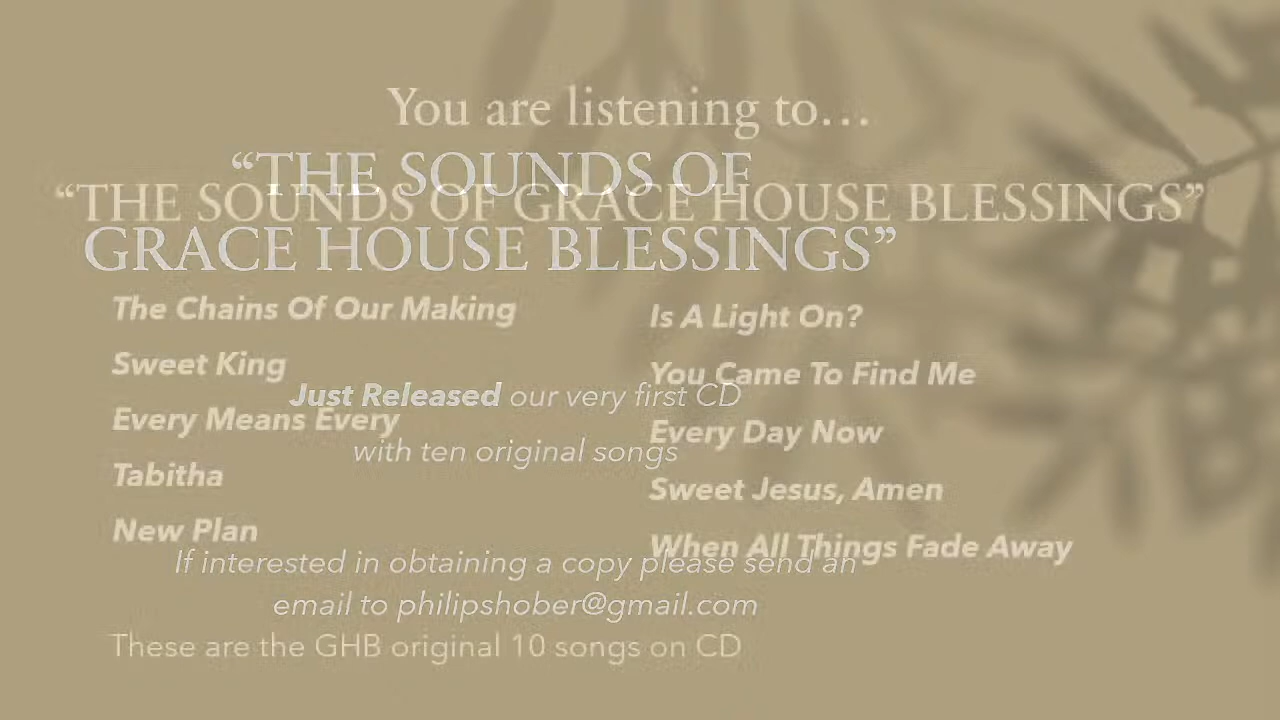 You are listening to…
“THE SOUNDS OF
“THE SOUNDS OF GRACE HOUSE BLESSINGS”
GRACE HOUSE BLESSINGS”
The Chains Of Our Making
Is A Light On?
Sweet King
You Came To Find Me
Just Released our very first CD
Every Means Every
Every Day Now
with ten original songs
Tabitha
Sweet Jesus, Amen
New Plan
When All Things Fade Away
If interested in obtaining a copy please send an
email to philipshober@gmail.com
These are the GHB original 10 songs on CD